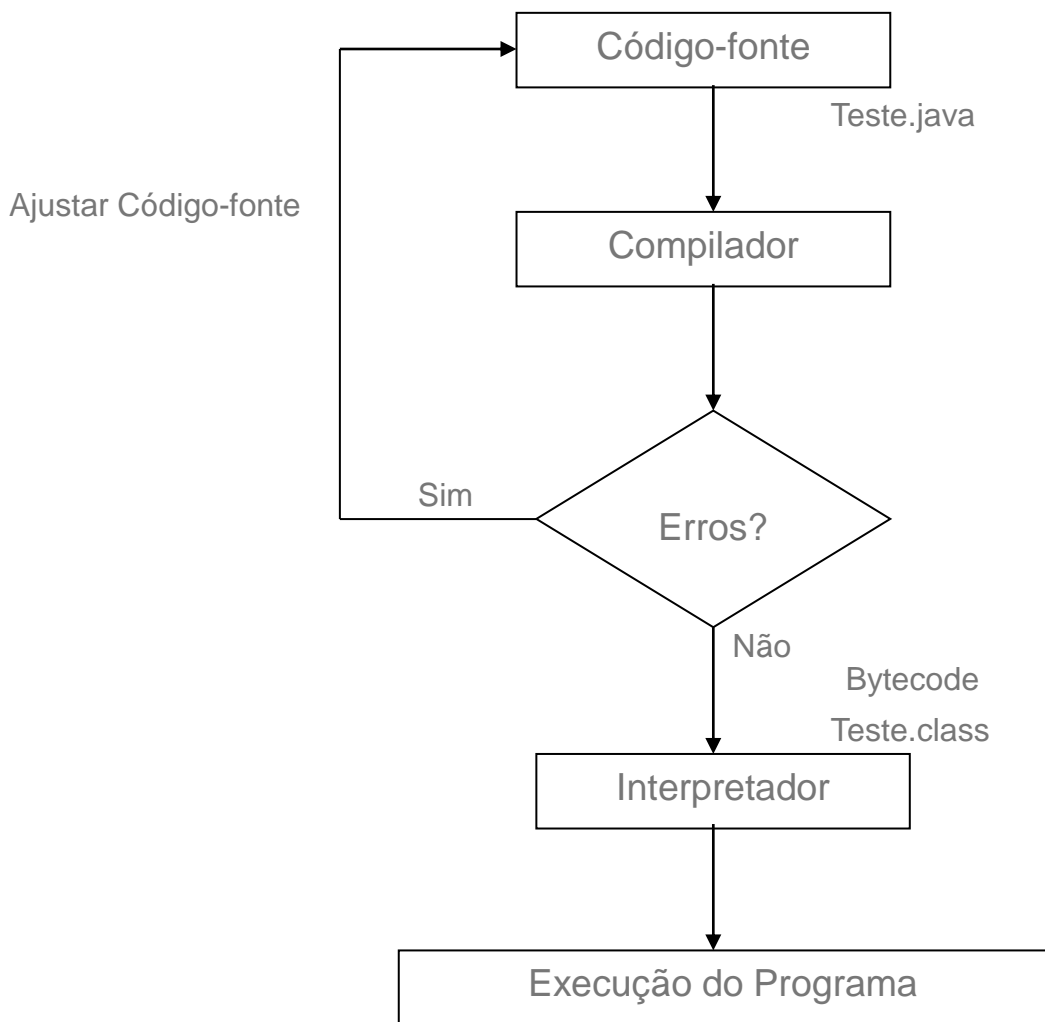 Código-fonte
Teste.java
Ajustar Código-fonte
Compilador
Sim
Erros?
Não
Bytecode
Teste.class
Interpretador
Execução do Programa